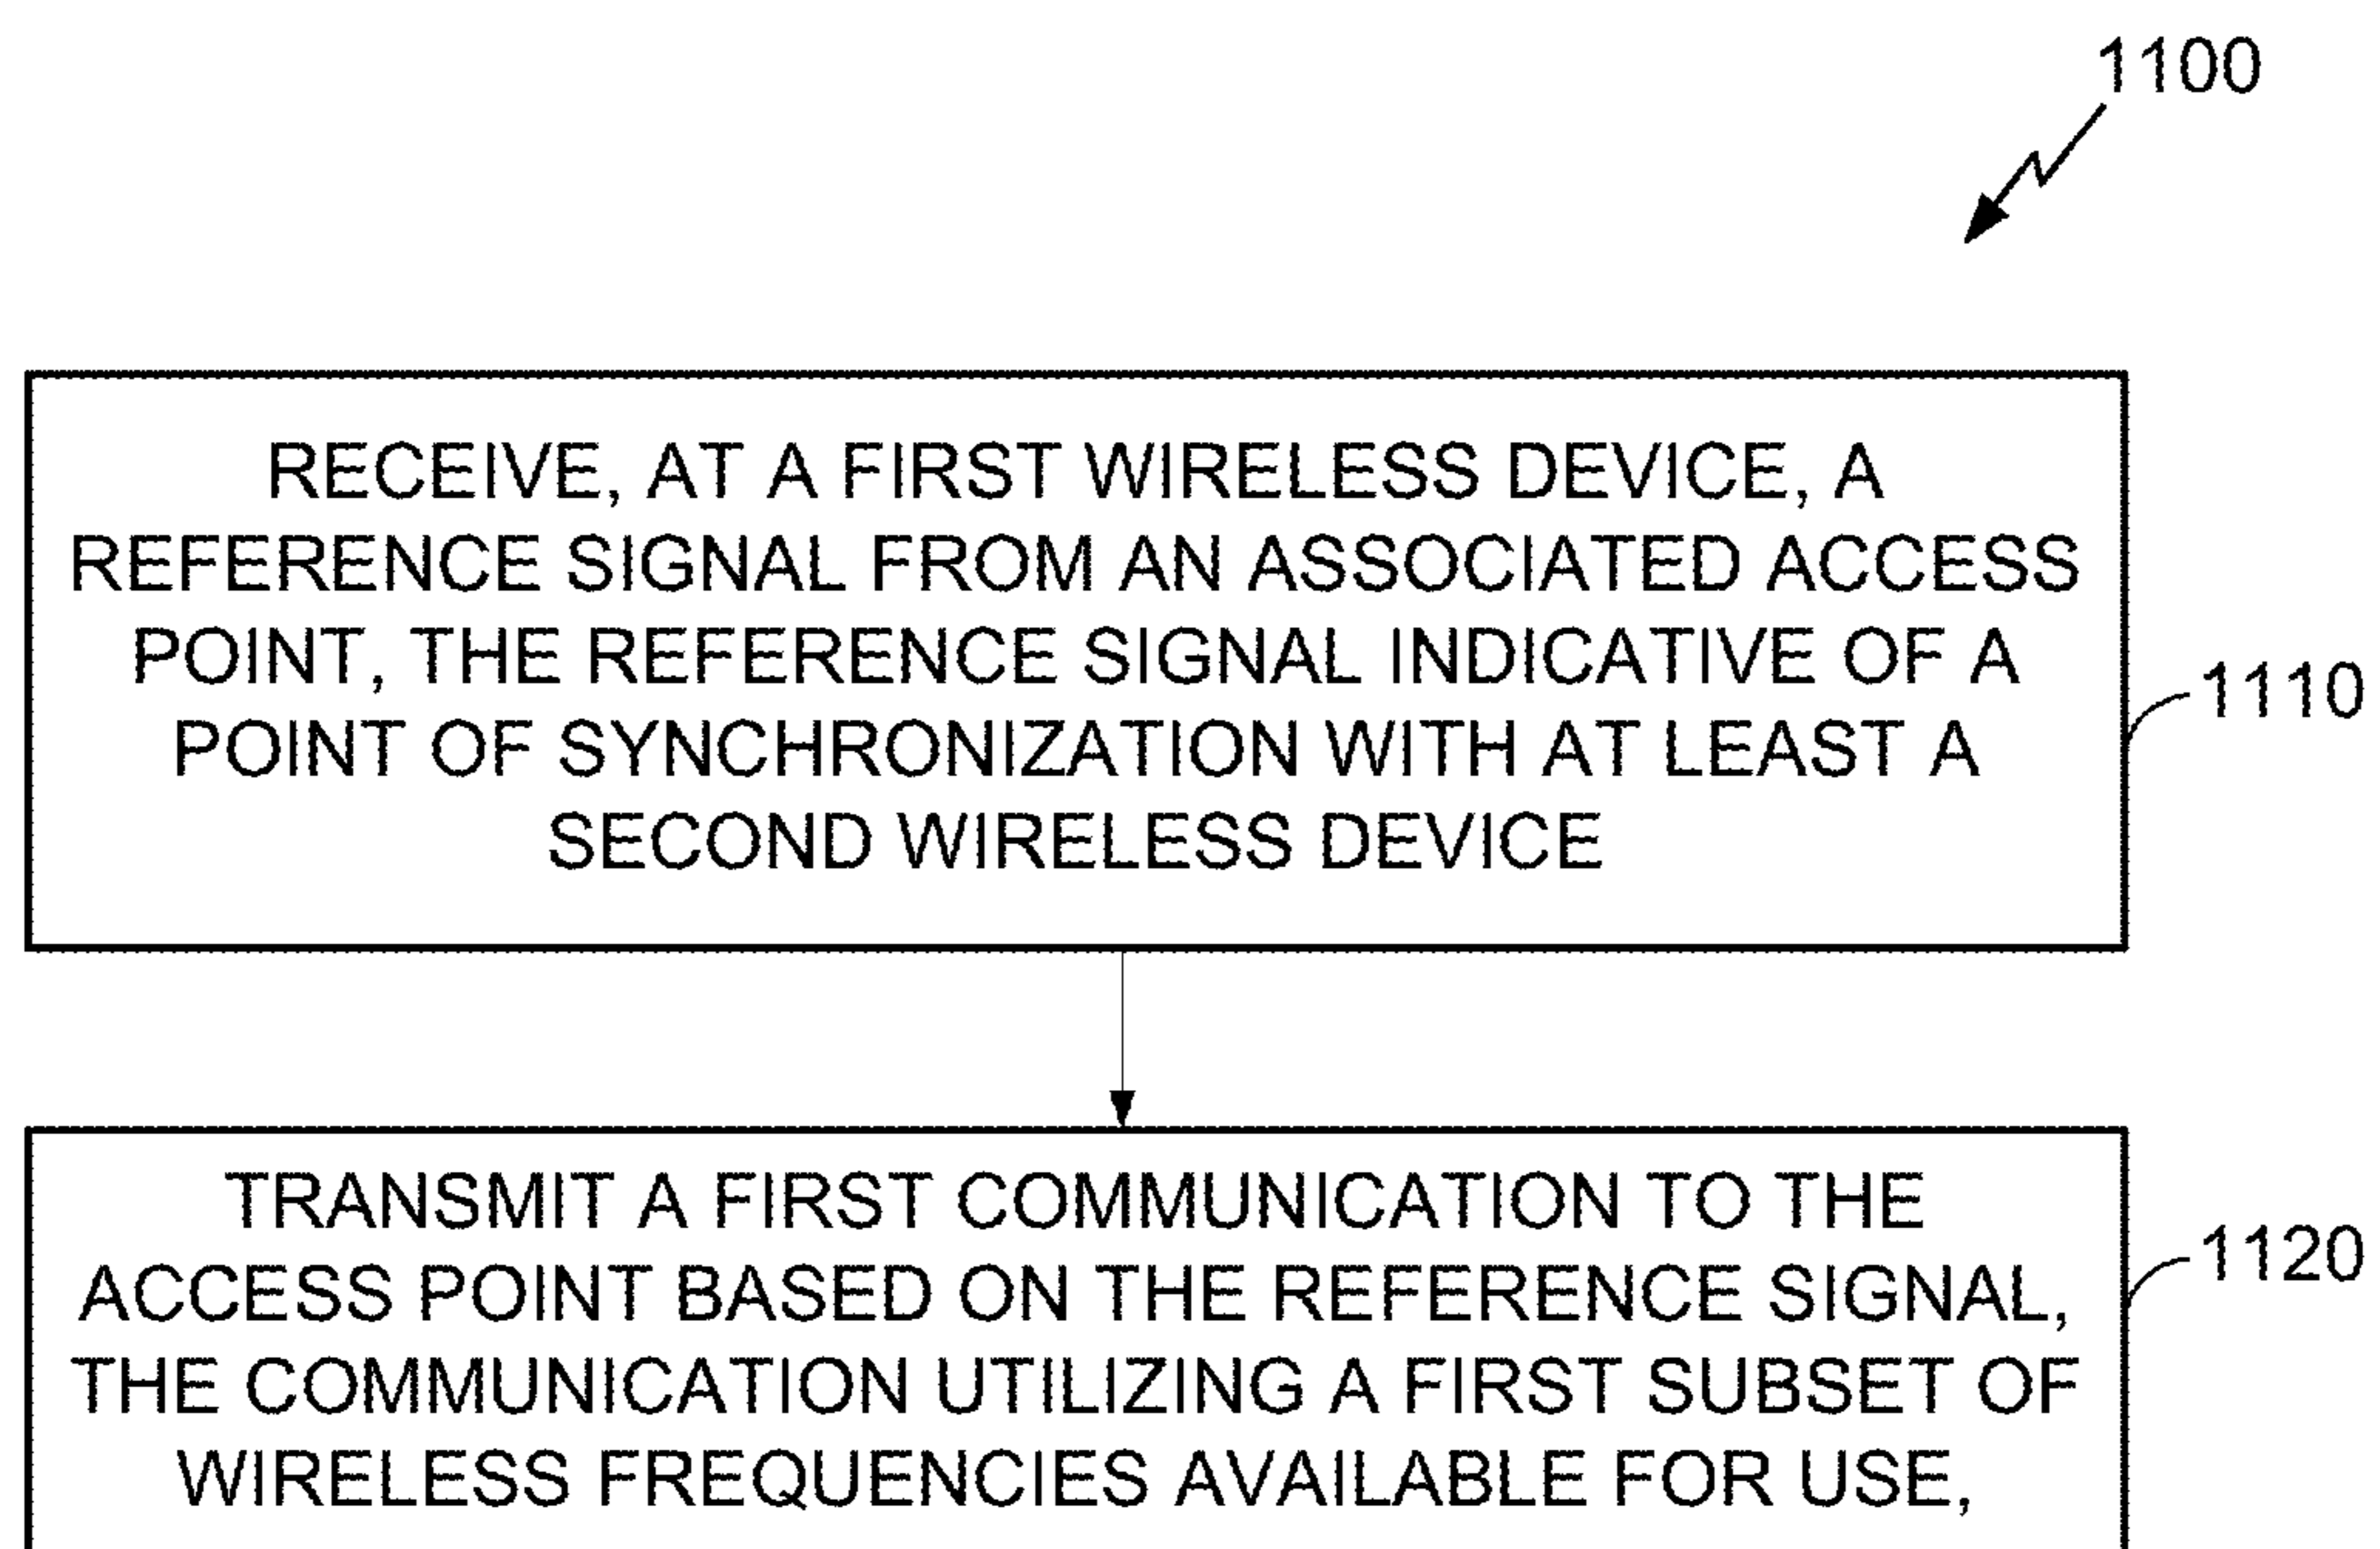 1100
RECEIVE, AT A FIRST WIRELESS DEVICE, A
REFERENCE SIGNAL FROM AN ASSOCIATED ACCESS
POINT, THE REFERENCE SIGNAL INDICATIVE OF A
POINT OF SYNCHRONIZATION WITH AT LEAST A
SECOND WIRELESS DEVICE
1110
TRANSMIT A FIRST COMMUNICATION TO THE
ACCESS POINT BASED ON THE REFERENCE SIGNAL,
THE COMMUNICATION UTILIZING A FIRST SUBSET OF
WIRELESS FREQUENCIES AVAILABLE FOR USE,
1120